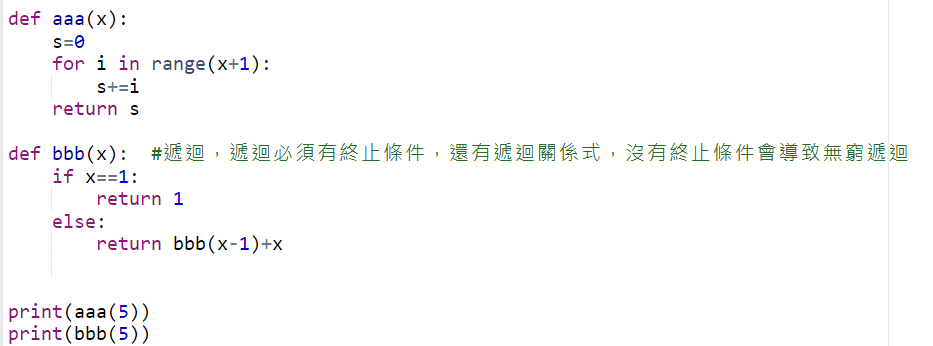 def aaa(x):
    s=0
    for i in range(x+1):
        s+=i
    return s
def bbb(x):  #遞迴，遞迴必須有終止條件，還有遞迴關係式，沒有終止條件會導致無窮遞迴
    if x==1:
        return 1
    else:
        return bbb(x-1)+x
print(aaa(5))
print(bbb(5))